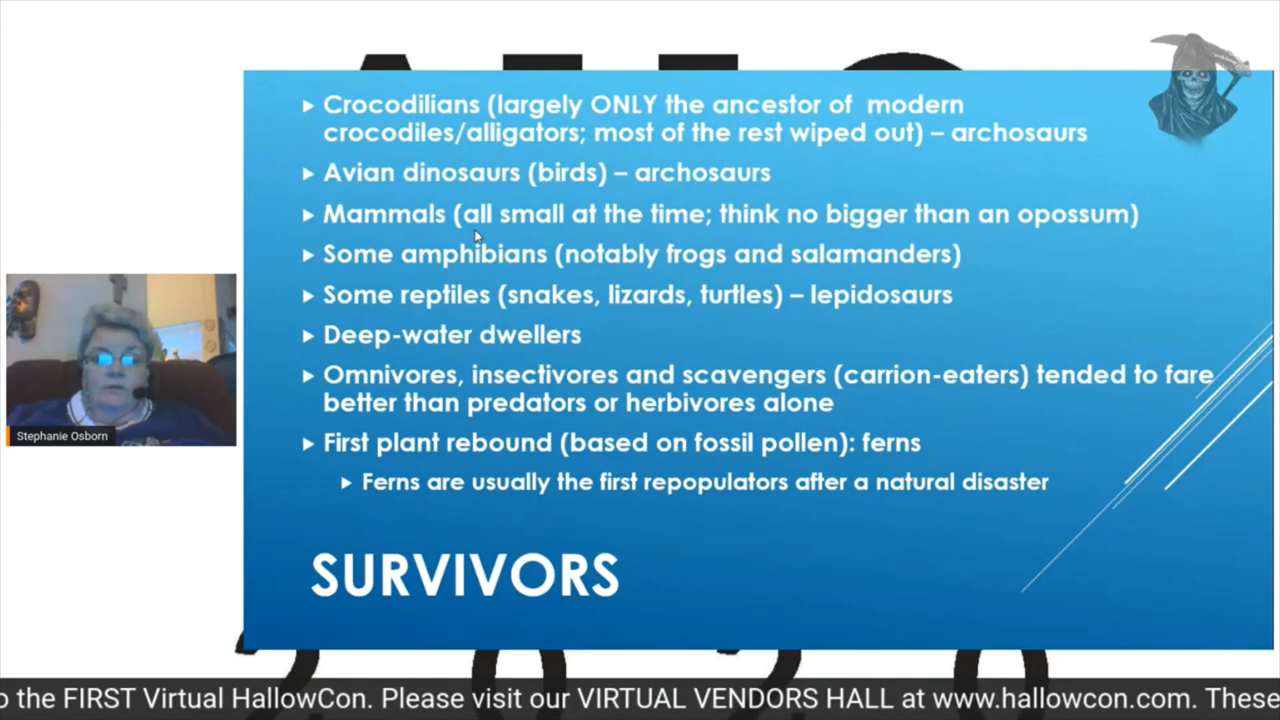 Crocodilians (largely ONLY the ancestor of modern
crocodiles/alligators; most of the rest wiped out) – archosaurs
Avian dinosaurs (birds) – archosaurs
Mammals (all small at the time; think no bigger than an opossum)
Some amphibians (notably frogs and salamanders)
Some reptiles (snakes, lizards, turtles) – lepidosaurs
Deep-water dwellers
Omnivores, insectivores and scavengers (carrion-eaters) tended to fare
better than predators or herbivores alone
First plant rebound (based on fossil pollen): ferns
Ferns are usually the first repopulators after a natural disaster
SURVIVORS
Stephanie Osborn
2020
o the FIRST Virtual HallowCon. Please visit our VIRTUAL VENDORS HALL at www.hallowcon.com. These